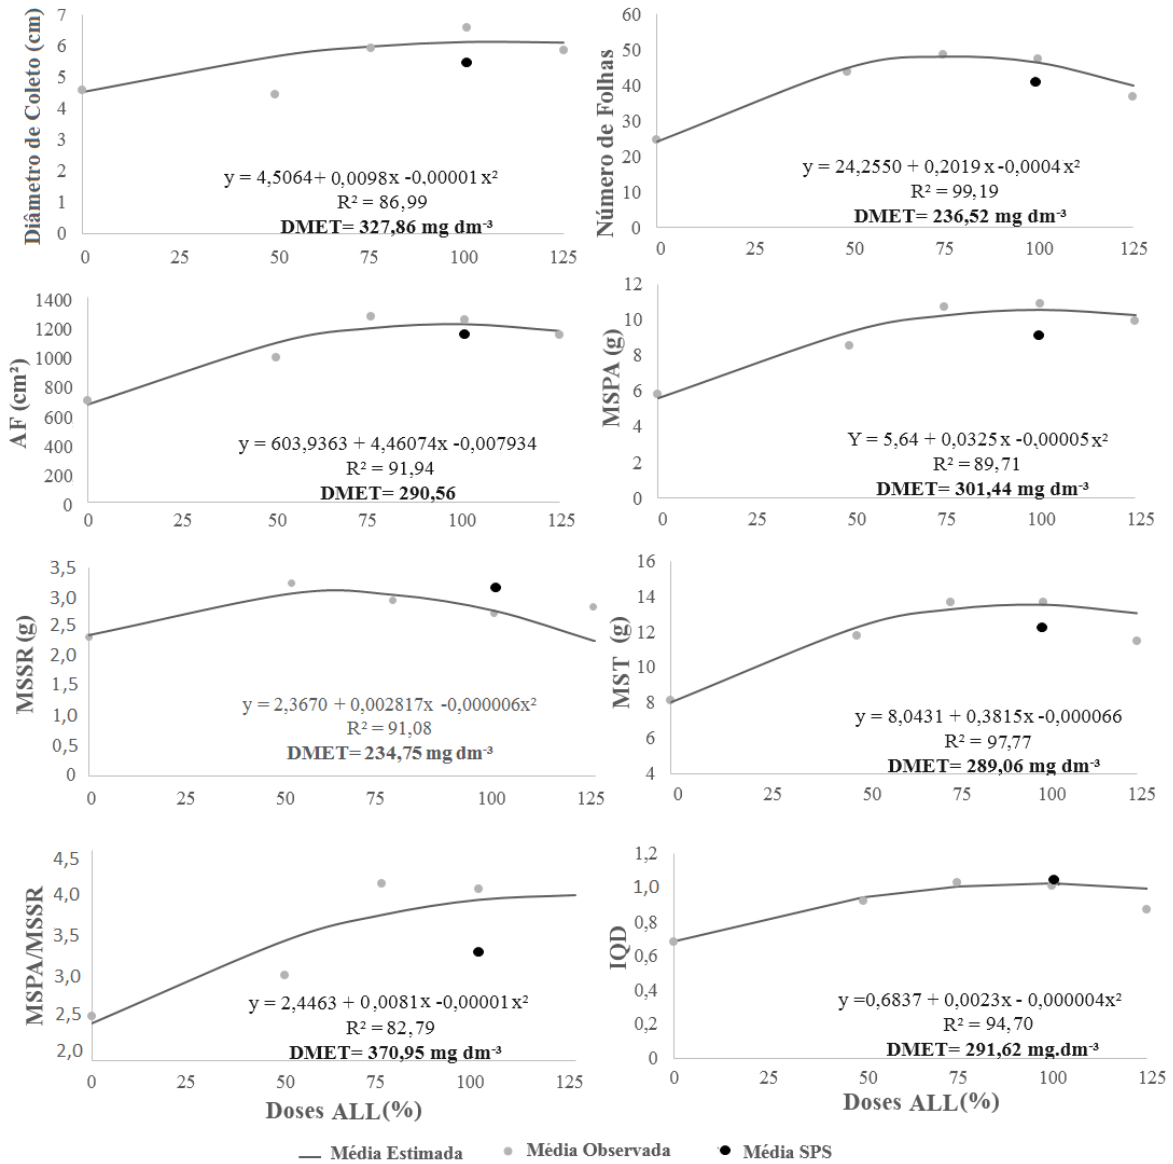 Diâmetro de Coleto (cm)
7
6
5
4
3
2
1
0
y = 4,5064+ 0,0098x -0,00001 x²
R² = 86,99
DMET= 327,86 mg dm⁻³
0 25 50 75 100 125
Número de Folhas
60
50
40
30
20
10
0
y = 24,2550 + 0,2019 x -0,0004 x²
R² = 99,19
DMET= 236,52 mg dm⁻³
0 25 50 75 100 125
AF (cm²)
1400
1200
1000
800
600
400
200
0
y = 603,9363 + 4,46074x -0,007934
R² = 91,94
DMET= 290,56
0 25 50 75 100 125
MSPA (g)
12
10
8
6
4
2
0
Y = 5,64 + 0,0325x -0,00005x²
R² = 89,71
DMET= 301,44 mg dm⁻³
0 25 50 75 100 125
MSSR (g)
3,5
3,0
2,5
2,0
1,5
1,0
0,5
0
y = 2,3670 + 0,002817x -0,000006x²
R² = 91,08
DMET= 234,75 mg dm⁻³
0 25 50 75 100 125
MST (g)
16
14
12
10
8
6
4
y = 8,0431 + 0,3815x -0,000066
R² = 97,77
DMET= 289,06 mg dm⁻³
0 25 50 75 100 125
MSPA/MSSR
4,5
4,0
3,5
3,0
2,5
2,0
y = 2,4463 + 0,0081x -0,00001x²
R² = 82,79
DMET= 370,95 mg dm⁻³
0 25 50 75 100 125
Doses ALL(%)
IQD
1,2
1,0
0,8
0,6
0,4
0,2
0
y =0,6837 + 0,0023x - 0,000004x²
R² = 94,70
DMET= 291,62 mg.dm⁻³
0 25 50 75 100 125
Doses ALL(%)
Média Estimada Média Observada Média SPS